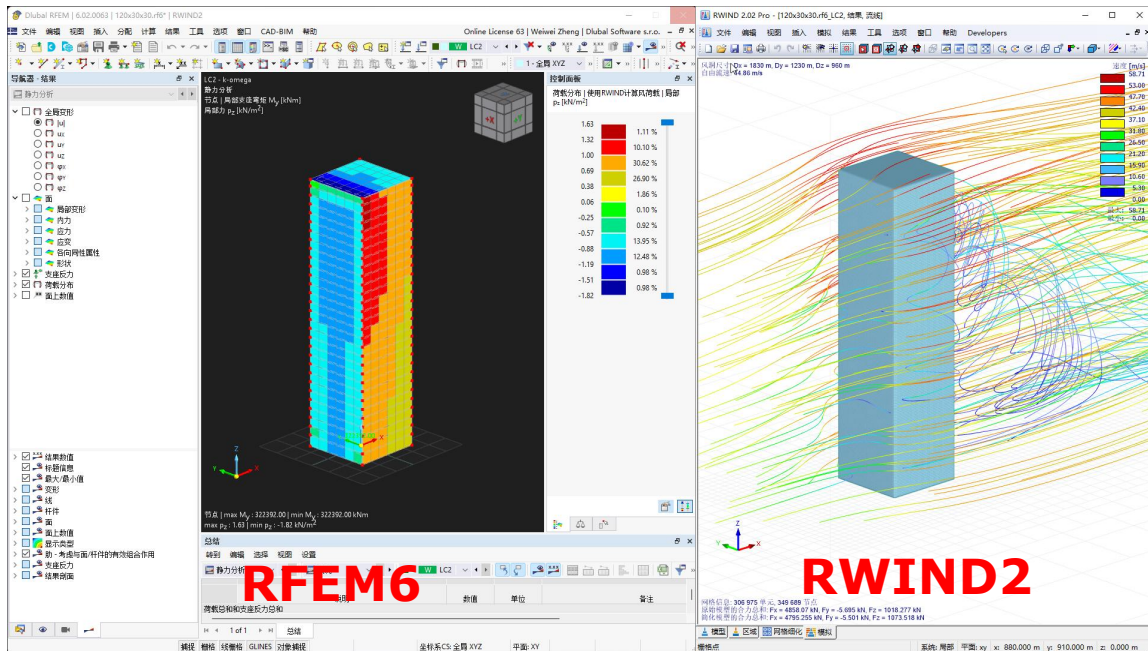 Dlubal RFEM | 6.02.0063 | 120x30x30.rf6* | RWIND2
文件 编辑 视图 插入 分配 计算 结果 工具 选项 窗口 CAD-BIM 帮助
Online License 63 | Weiwei Zheng | Dlubal Software s.r.o.
W LC2
1 - 全局 XYZ
导航器 - 结果
静力分析
全局变形
|u|
ux
uY
uz
φx
φY
φz
面
局部变形
内力
应力
应变
各向同性属性
形状
支座反力
荷载分布
面上数值
结果数值
标题信息
最大/最小值
变形
线
杆件
面
面上数值
显示类型
肋 - 考虑与面/杆件的有效组合作用
支座反力
结果剖面
LC2 - k-omega
静力分析
节点 | 局部支座弯矩 My [kNm]
局部力 pz [kN/m²]
+X
+Y
Z
Y
X
X
节点 | max My : 322392.00 | min My : 322392.00 kNm
max pz : 1.63 | min pz : -1.82 kN/m²
控制面板
荷载分布 | 使用RWIND计算风荷载 | 局部
pz [kN/m²]
1.63
1.11 %
1.32
10.10 %
1.00
30.62 %
0.69
26.90 %
0.38
1.86 %
0.06
0.10 %
-0.25
0.92 %
-0.57
13.95 %
-0.88
12.48 %
-1.19
0.98 %
-1.51
0.98 %
-1.82
总结
转到 编辑 选择 视图 设置
静力分析
W LC2
RFEM6
数值 单位 备注
荷载总和和支座反力总和
1 of 1 总结
捕捉 栅格 线栅格 GLINES 对象捕捉 坐标系CS: 全局 XYZ 平面: XY
RWIND 2.02 Pro - [120x30x30.rf6_LC2, 结果, 流线]
文件 编辑 视图 插入 模拟 结果 工具 选项 窗口 帮助 Developers
风洞尺寸: Dx = 1830 m, Dy = 1230 m, Dz = 960 m
自由流速: 44.86 m/s
速度 [m/s]
58.71
53.00
47.70
42.40
37.10
31.80
26.50
21.20
15.90
10.60
5.30
0.00
最大: 58.71
最小: 0.00
Z
Y
X
RWIND2
网格信息: 306 975 单元, 349 689 节点
原始模型的合力总和: Fx = 4858.07 kN, Fy = -5.695 kN, Fz = 1018.277 kN
简化模型的合力总和: Fx = 4795.255 kN, Fy = -5.501 kN, Fz = 1073.518 kN
模型 区域 网格细化 模拟
栅格点 系统: 局部 平面: xy x: 880.000 m y: 910.000 m z: 0.000 m